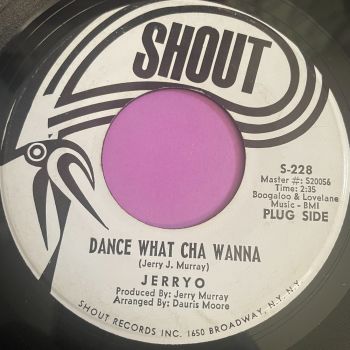 SHOUT
S-228
Master #: S20056
Time: 2:35
Boogaloo & Lovelane
Music - BMI
PLUG SIDE
DANCE WHAT CHA WANNA
(Jerry J. Murray)
JERRYO
Produced By: Jerry Murray
Arranged By: Dauris Moore
SHOUT RECORDS INC. 1650 BROADWAY, N.Y. N.Y.